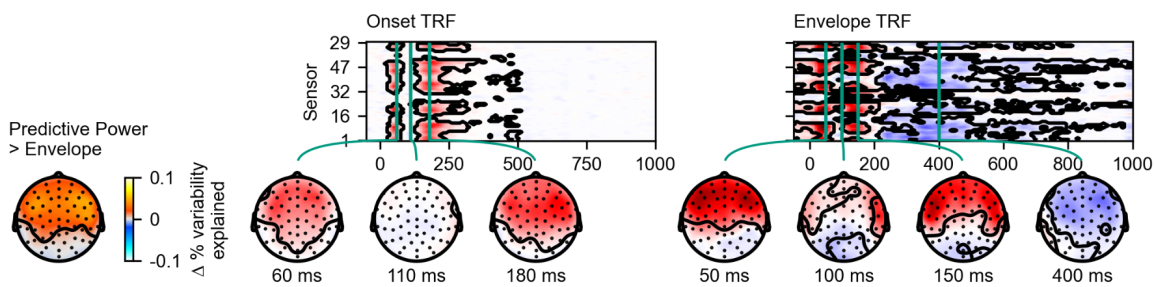 Onset TRF
Envelope TRF
29
47
32
16
1
Sensor
0
250
500
750
1000
0
200
400
600
800
1000
Predictive Power
> Envelope
0.1
0
-0.1
Δ % variability
explained
60 ms
110 ms
180 ms
50 ms
100 ms
150 ms
400 ms